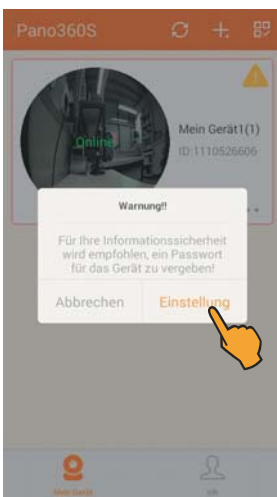 Pano360S
Online
Mein Gerät1(1)
ID:1110526606
Warnung!!
Für Ihre Informationssicherheit
wird empfohlen, ein Passwort
für das Gerät zu vergeben!
Abbrechen
Einstellung
Mein Gerät
Ich